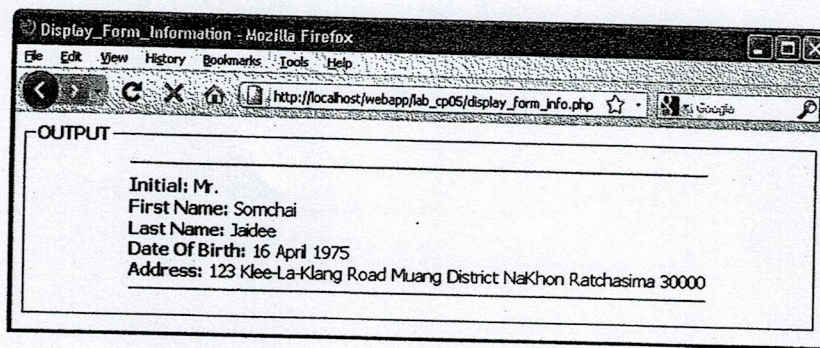 Display_Form_Information - Mozilla Firefox
File Edit View History Bookmarks Tools Help
http://localhost/webapp/lab_cp05/display_form_info.php Google
OUTPUT
Initial: Mr.
First Name: Somchai
Last Name: Jaidee
Date Of Birth: 16 April 1975
Address: 123 Klee-La-Klang Road Muang District NaKhon Ratchasima 30000